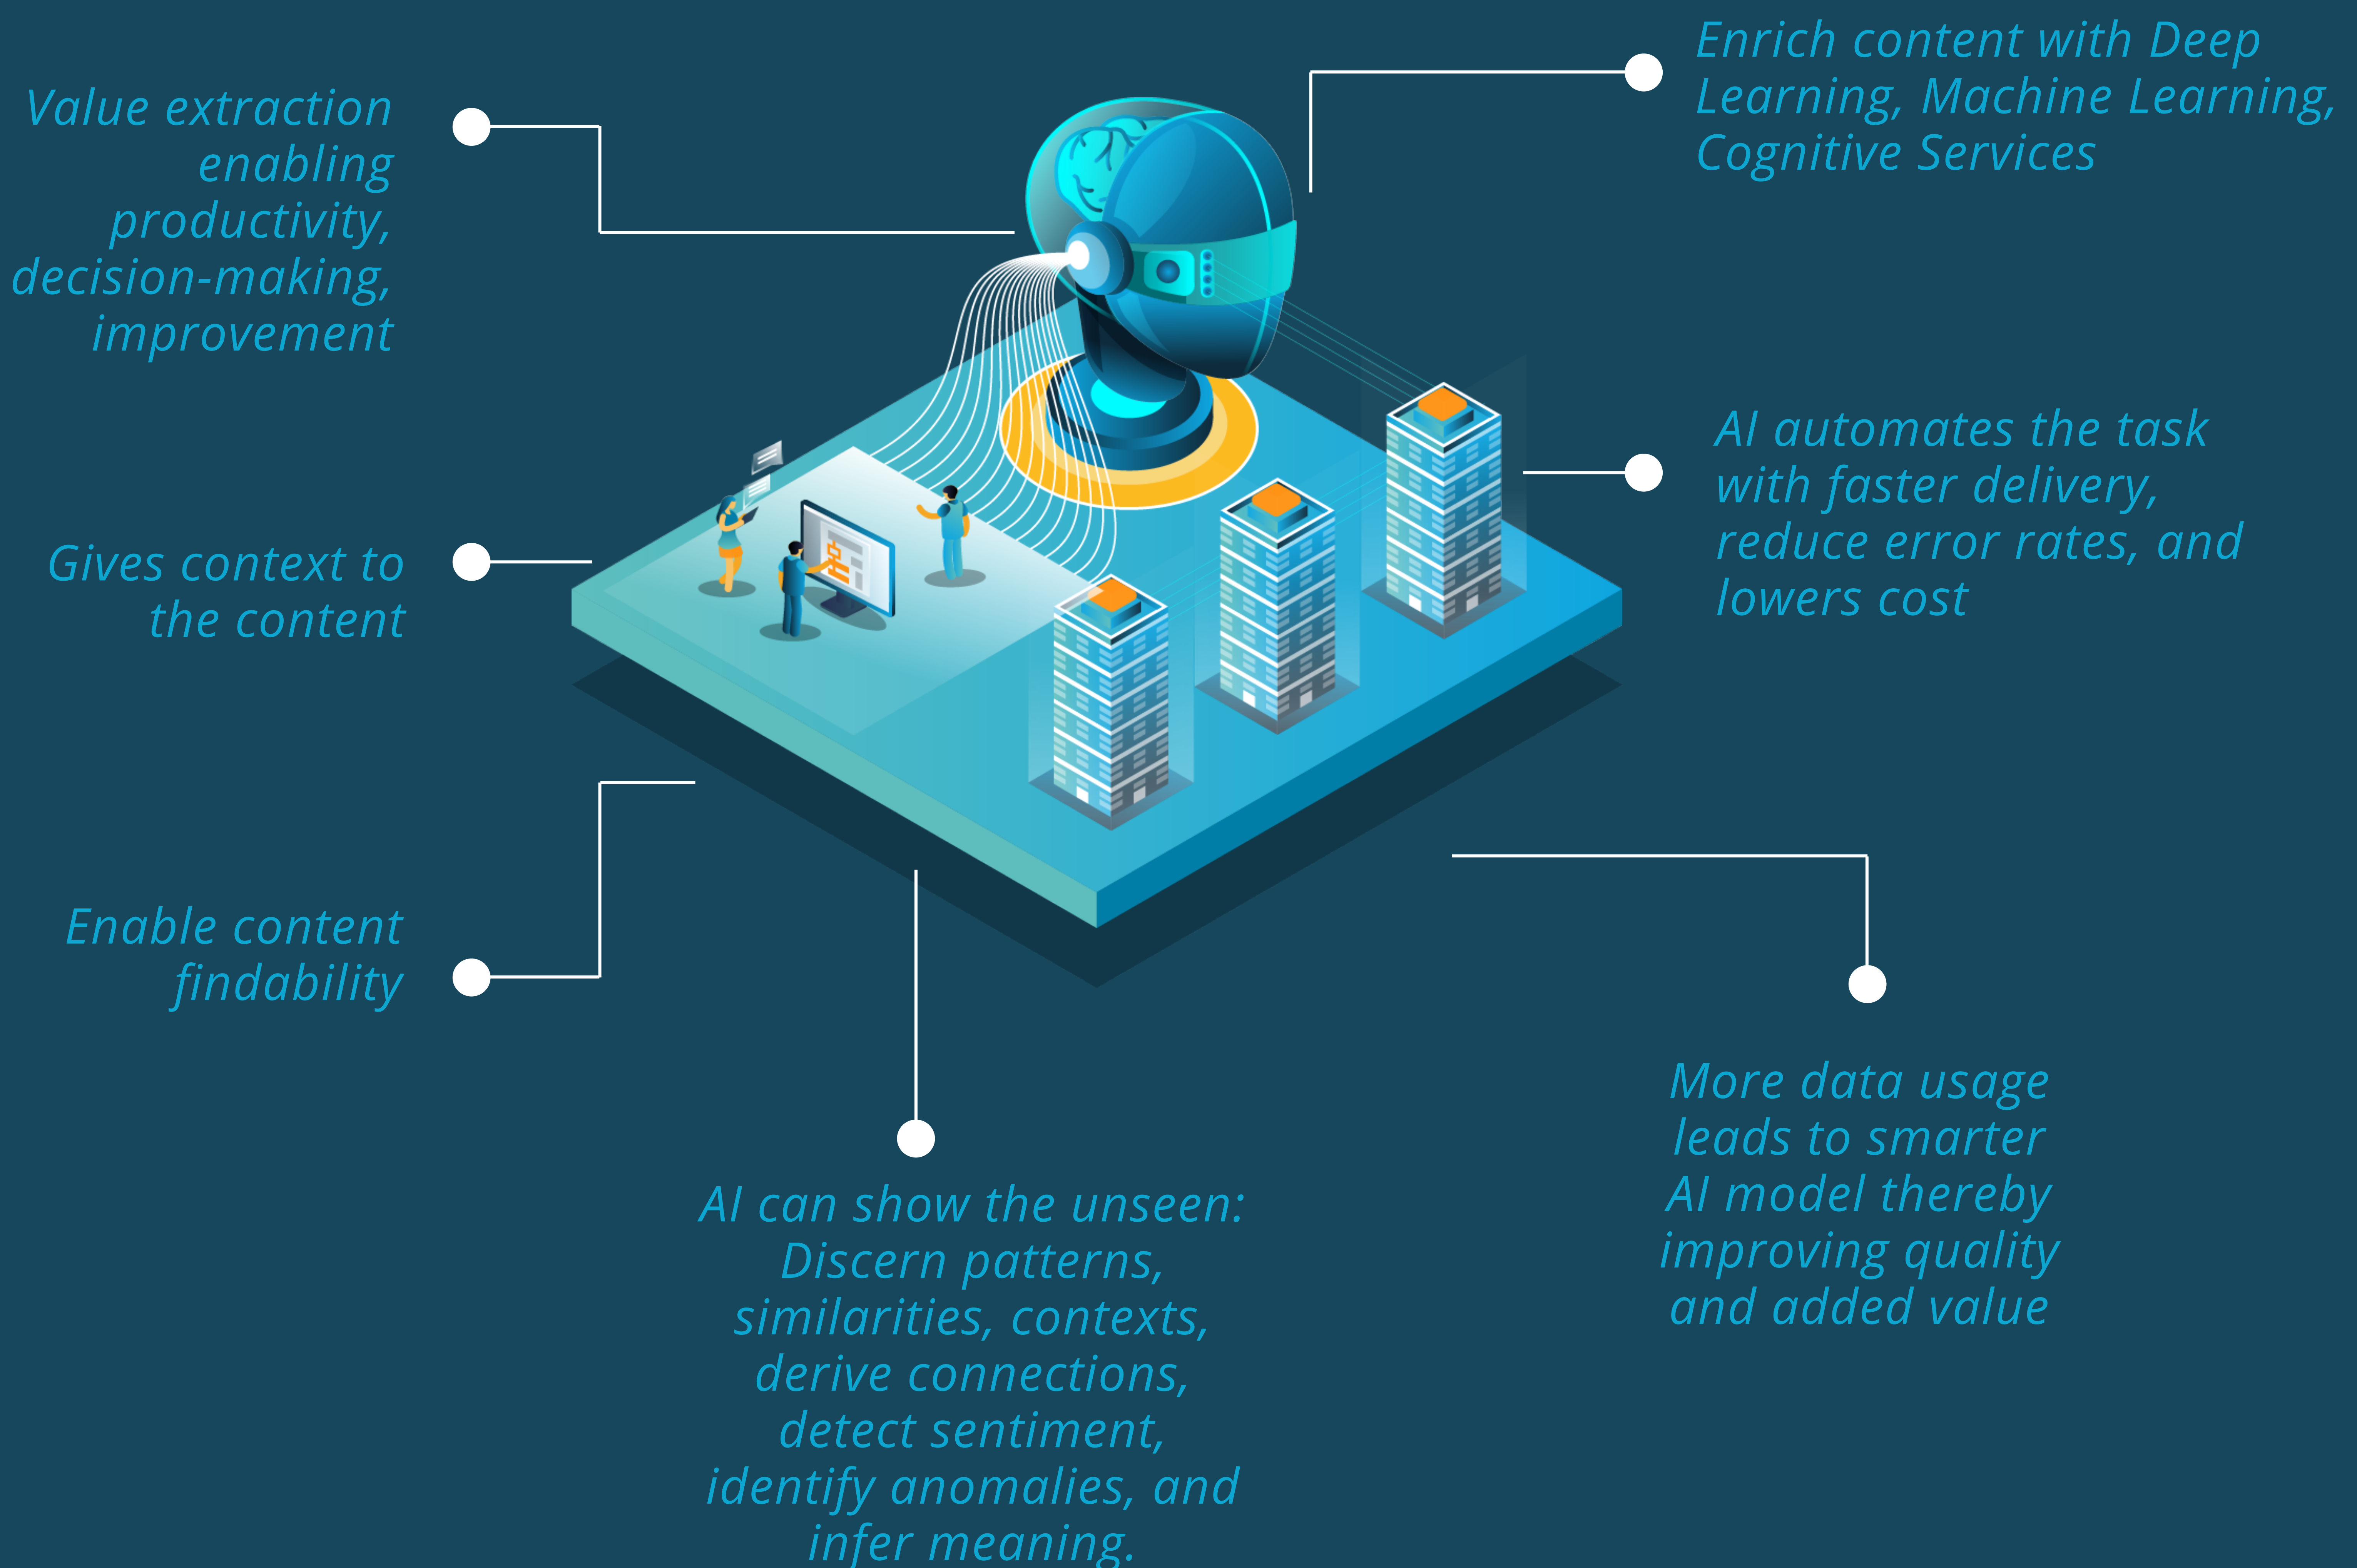 Value extraction
enabling
productivity,
decision-making,
improvement
Enrich content with Deep
Learning, Machine Learning,
Cognitive Services
AI automates the task
with faster delivery,
reduce error rates, and
lowers cost
Gives context to
the content
Enable content
findability
AI can show the unseen:
Discern patterns,
similarities, contexts,
derive connections,
detect sentiment,
identify anomalies, and
infer meaning.
More data usage
leads to smarter
AI model thereby
improving quality
and added value